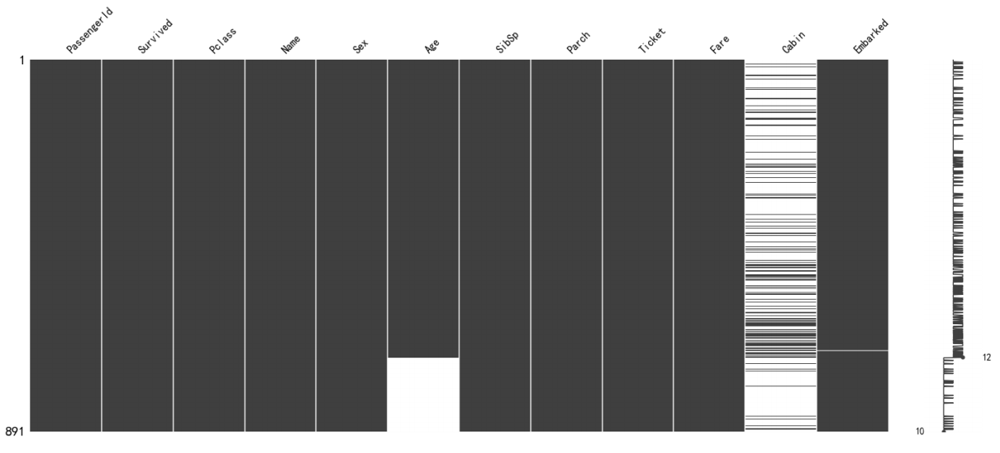 PassengerId Survived Pclass Name Sex Age SibSp Parch Ticket Fare Cabin Embarked
1
12
891
10